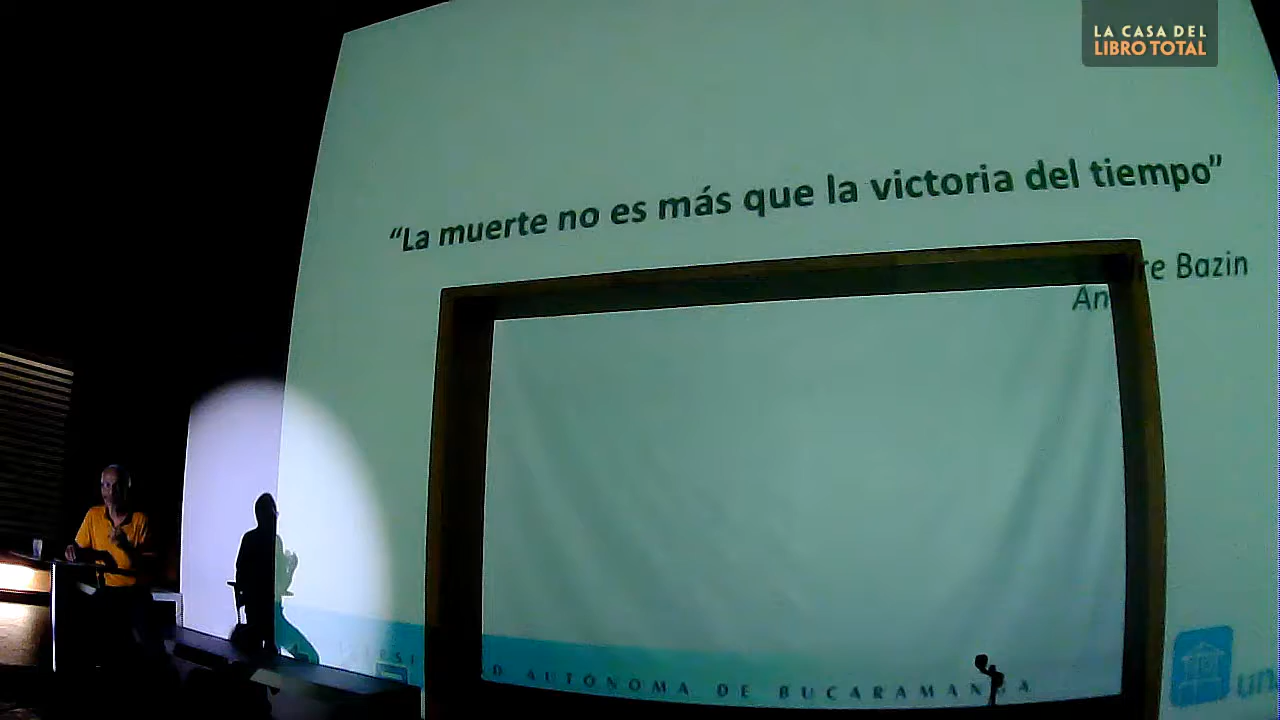 LA CASA DEL
LIBRO TOTAL
“La muerte no es más que la victoria del tiempo”
re Bazin
An
AUTÓNOMA DE BUCARAMAN A
un